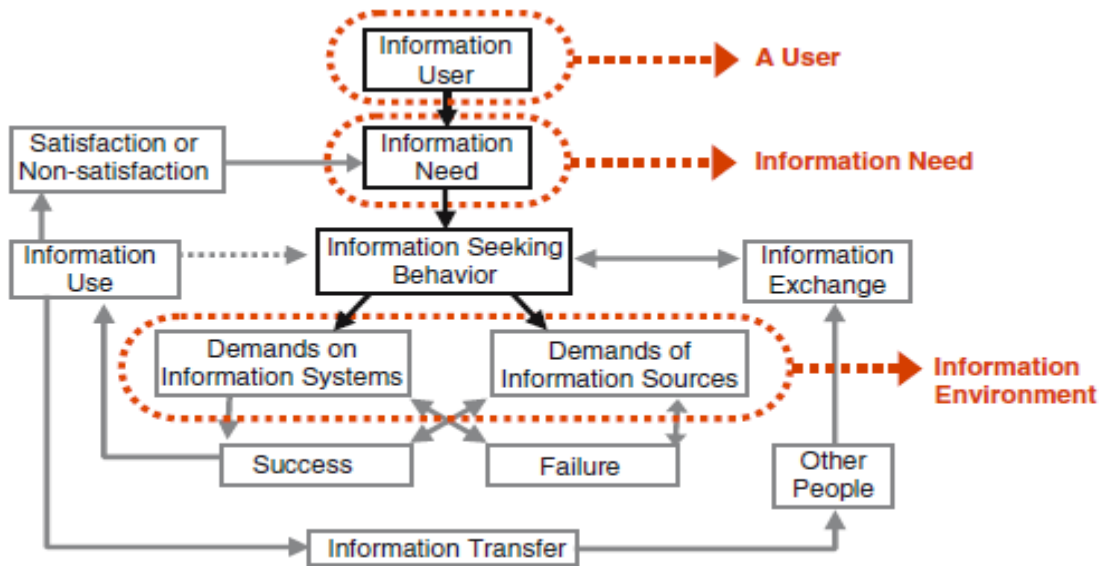 Information
User
A User
Satisfaction or
Non-satisfaction
Information
Need
Information Need
Information
Use
Information Seeking
Behavior
Information
Exchange
Demands on
Information Systems
Demands of
Information Sources
Information
Environment
Success
Failure
Other
People
Information Transfer